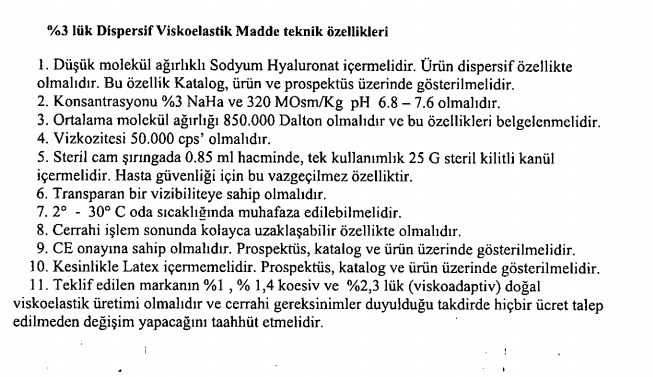 %3 lük Dispersif Viskoelastik Madde teknik özellikleri
1. Düşük molekül ağırlıklı Sodyum Hyaluronat içermelidir. Ürün dispersif özellikte
olmalıdır. Bu özellik Katalog, ürün ve prospektüs üzerinde gösterilmelidir.
2. Konsantrasyonu %3 NaHa ve 320 MOsm/Kg pH 6.8 – 7.6 olmalıdır.
3. Ortalama molekül ağırlığı 850.000 Dalton olmalıdır ve bu özellikleri belgelenmelidir.
4. Vizkozitesi 50.000 cps’ olmalıdır.
5. Steril cam şırıngada 0.85 ml hacminde, tek kullanımlık 25 G steril kilitli kanül
içermelidir. Hasta güvenliği için bu vazgeçilmez özelliktir.
6. Transparan bir vizibiliteye sahip olmalıdır.
7. 2° - 30° C oda sıcaklığında muhafaza edilebilmelidir.
8. Cerrahi işlem sonunda kolayca uzaklaşabilir özellikte olmalıdır.
9. CE onayına sahip olmalıdır. Prospektüs, katalog ve ürün üzerinde gösterilmelidir.
10. Kesinlikle Latex içermemelidir. Prospektüs, katalog ve ürün üzerinde gösterilmelidir.
11. Teklif edilen markanın %1 , % 1,4 koesiv ve %2,3 lük (viskoadaptiv) doğal
viskoelastik üretimi olmalıdır ve cerrahi gereksinimler duyulduğu takdirde hiçbir ücret talep
edilmeden değişim yapacağını taahhüt etmelidir.